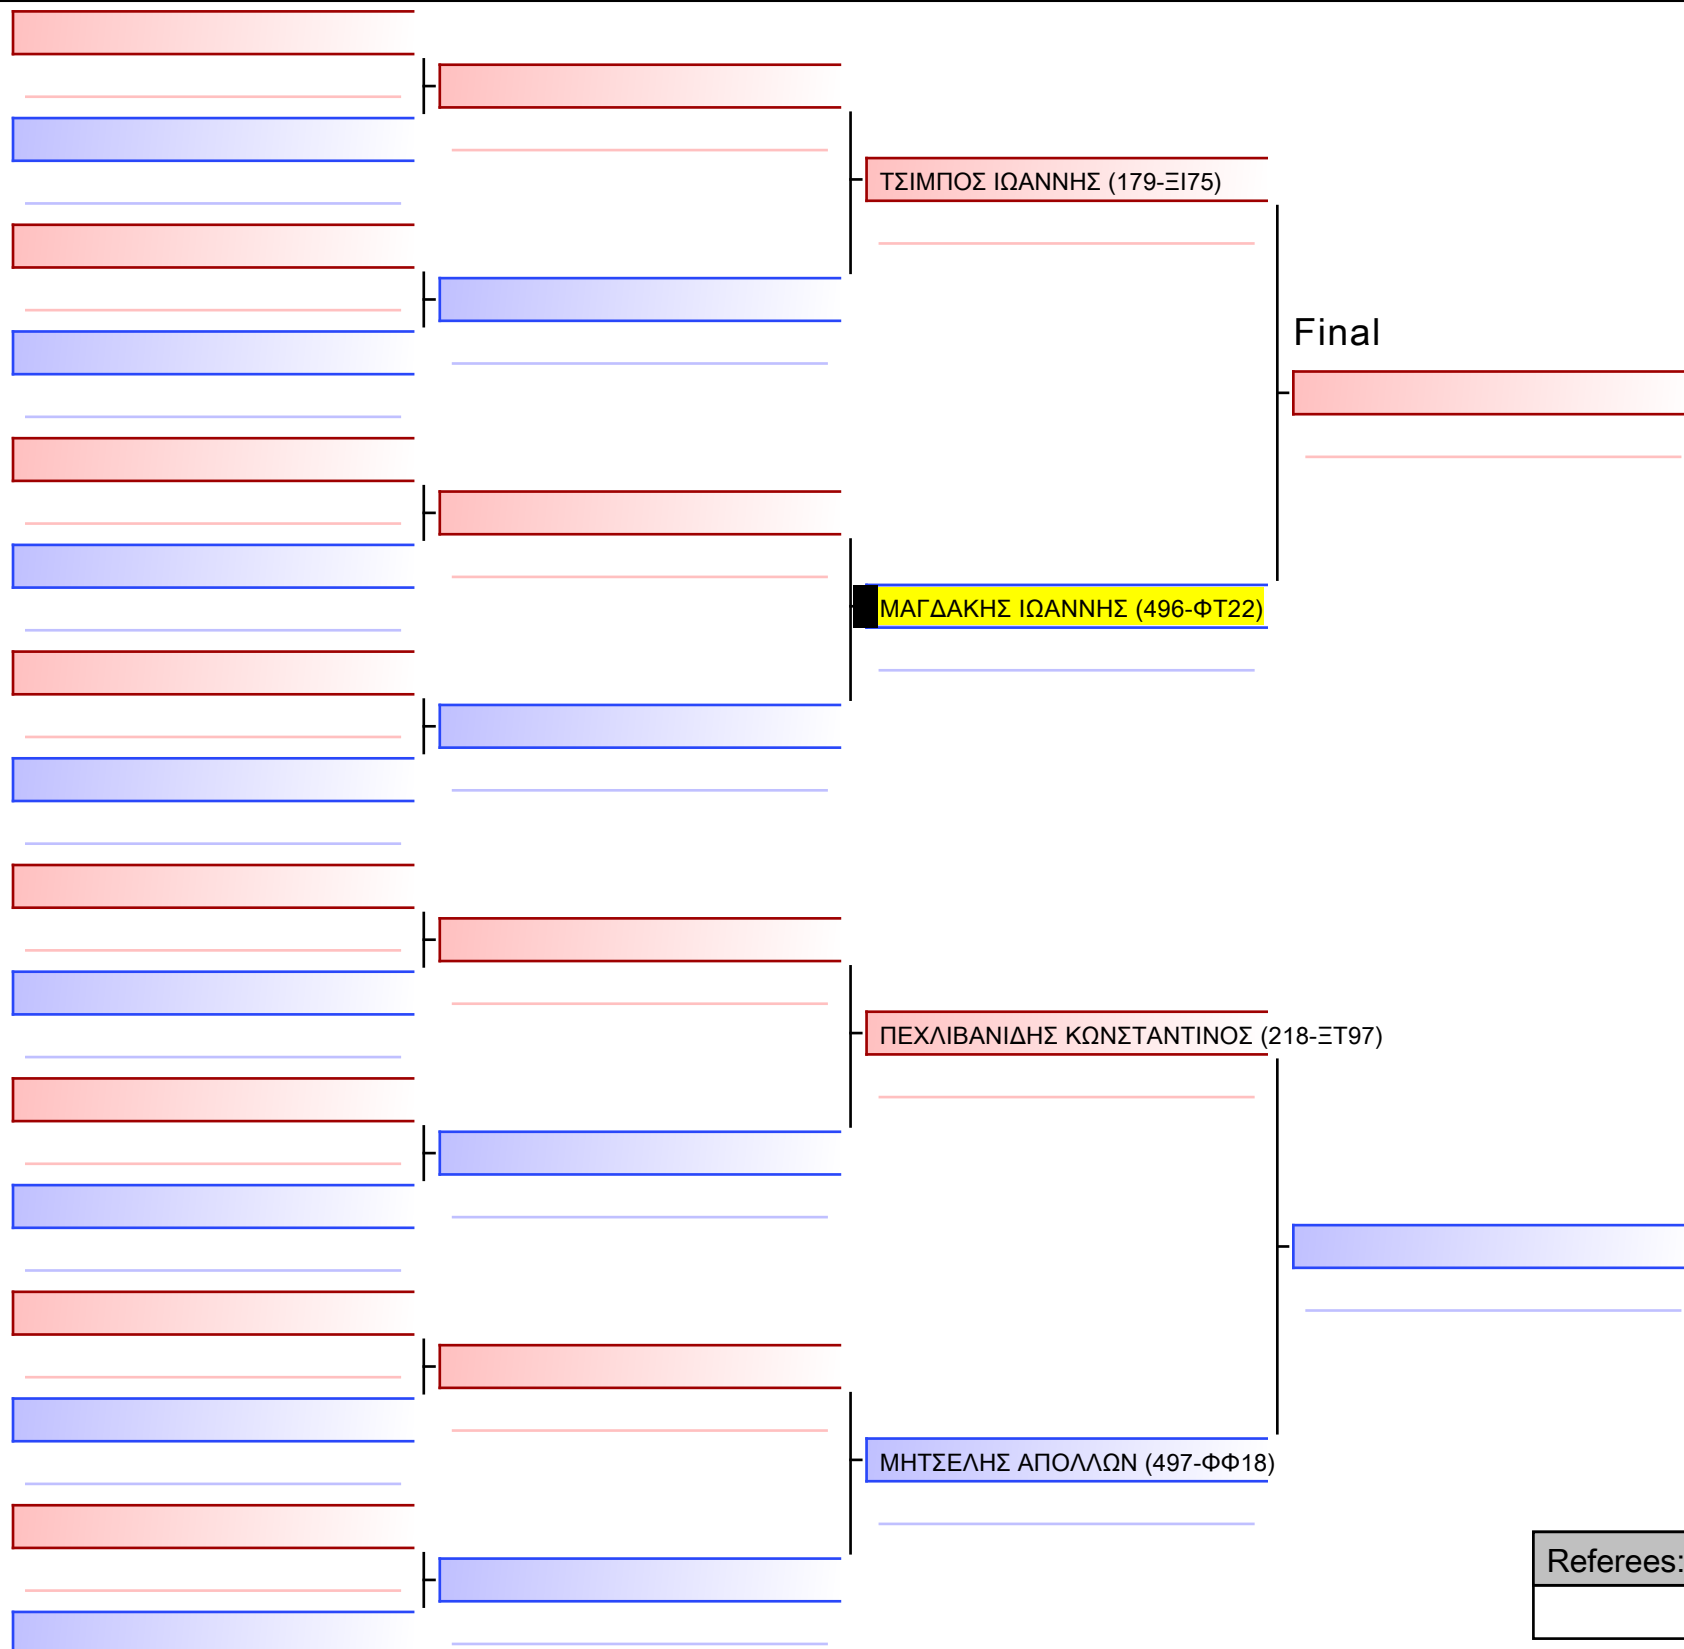 ΤΣΙΜΠΟΣ ΙΩΑΝΝΗΣ (179-ΞΙ75)
Final
ΜΑΓΔΑΚΗΣ ΙΩΑΝΝΗΣ (496-ΦΤ22)
ΠΕΧΛΙΒΑΝΙΔΗΣ ΚΩΝΣΤΑΝΤΙΝΟΣ (218-ΞΤ97)
ΜΗΤΣΕΛΗΣ ΑΠΟΛΛΩΝ (497-ΦΦ18)
Referees: